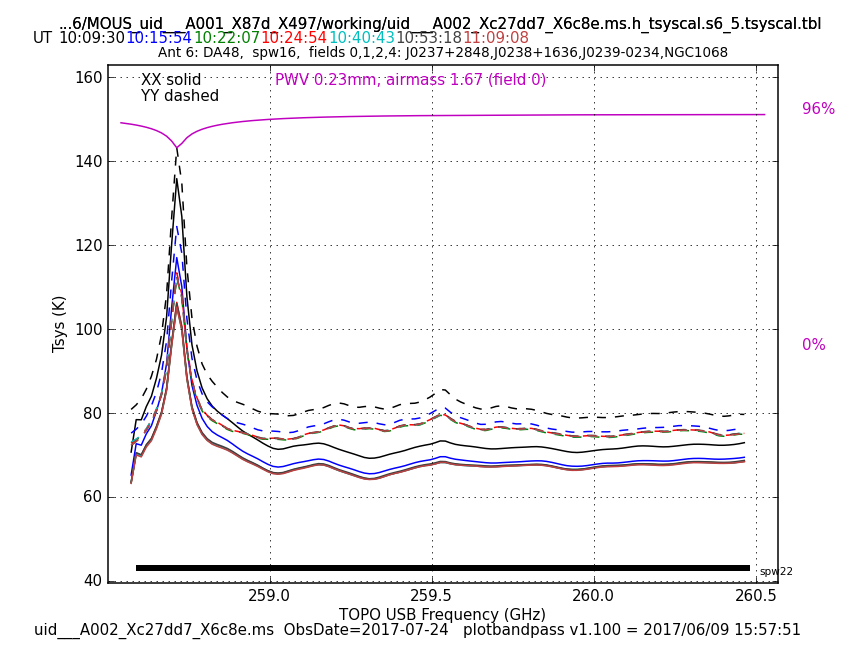 ...6/MOUS_uid___A001_X87d_X497/working/uid___A002_Xc27dd7_X6c8e.ms.h_tsyscal.s6_5.tsyscal.tbl
UT 10:09:30 10:15:54 10:22:07 10:24:54 10:40:43 10:53:18 11:09:08
Ant 6: DA48, spw16, fields 0,1,2,4: J0237+2848,J0238+1636,J0239-0234,NGC1068
XX solid
YY dashed
PWV 0.23mm, airmass 1.67 (field 0)
96%
0%
Tsys (K)
160
140
120
100
80
60
40
spw22
259.0 259.5 260.0 260.5
TOPO USB Frequency (GHz)
uid___A002_Xc27dd7_X6c8e.ms ObsDate=2017-07-24 plotbandpass v1.100 = 2017/06/09 15:57:51